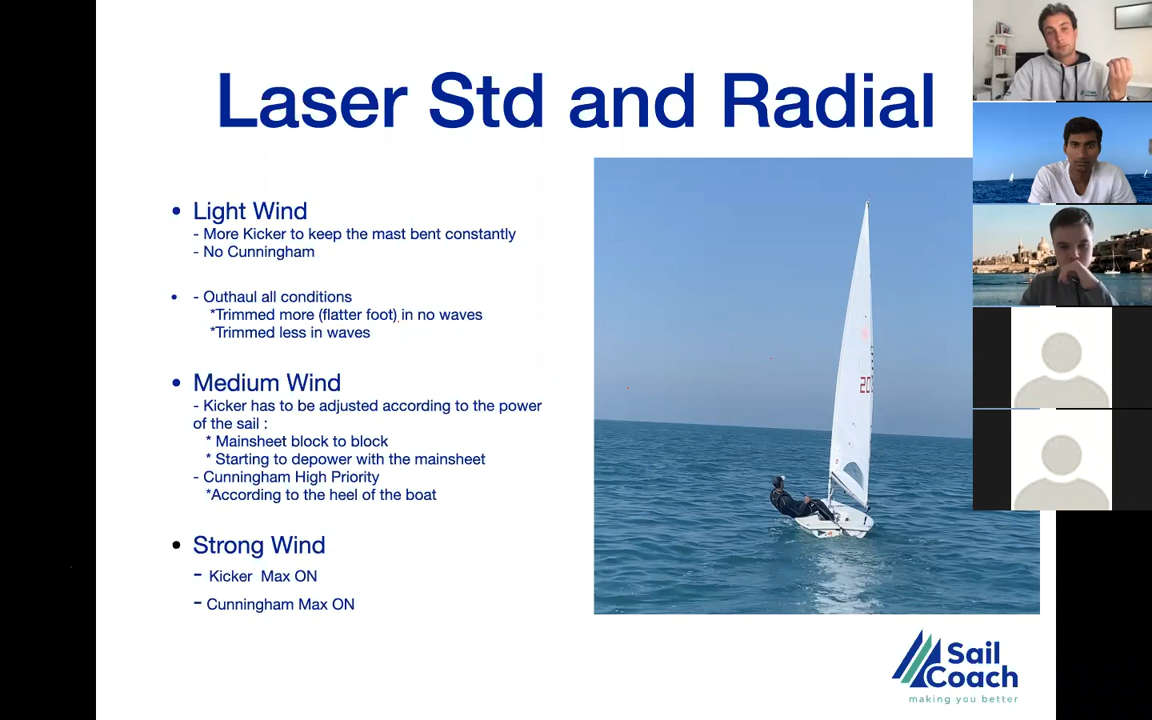 Laser Std and Radial
• Light Wind
- More Kicker to keep the mast bent constantly
- No Cunningham
• - Outhaul all conditions
*Trimmed more (flatter foot) in no waves
*Trimmed less in waves
• Medium Wind
- Kicker has to be adjusted according to the power
of the sail :
* Mainsheet block to block
* Starting to depower with the mainsheet
- Cunningham High Priority
*According to the heel of the boat
• Strong Wind
- Kicker Max ON
- Cunningham Max ON
20
Sail
Coach
making you better